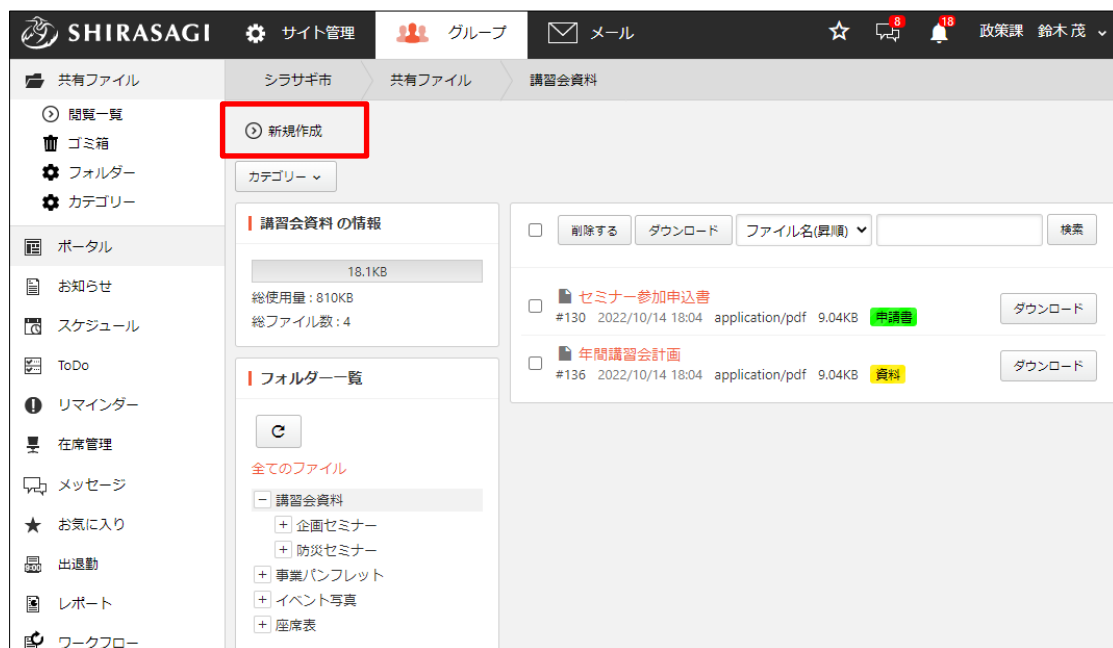 SHIRASAGI サイト管理 グループ メール 8 18 政策課 鈴木 茂
共有ファイル
閲覧一覧
ゴミ箱
フォルダー
カテゴリー
ポータル
お知らせ
スケジュール
ToDo
リマインダー
在席管理
メッセージ
お気に入り
出退勤
レポート
ワークフロー
シラサギ市 共有ファイル 講習会資料
新規作成
カテゴリー
講習会資料 の情報
18.1KB
総使用量 : 810KB
総ファイル数 : 4
フォルダー一覧
全てのファイル
講習会資料
企画セミナー
防災セミナー
事業パンフレット
イベント写真
座席表
削除する ダウンロード ファイル名(昇順) 検索
セミナー参加申込書
#130 2022/10/14 18:04 application/pdf 9.04KB 申請書 ダウンロード
年間講習会計画
#136 2022/10/14 18:04 application/pdf 9.04KB 資料 ダウンロード